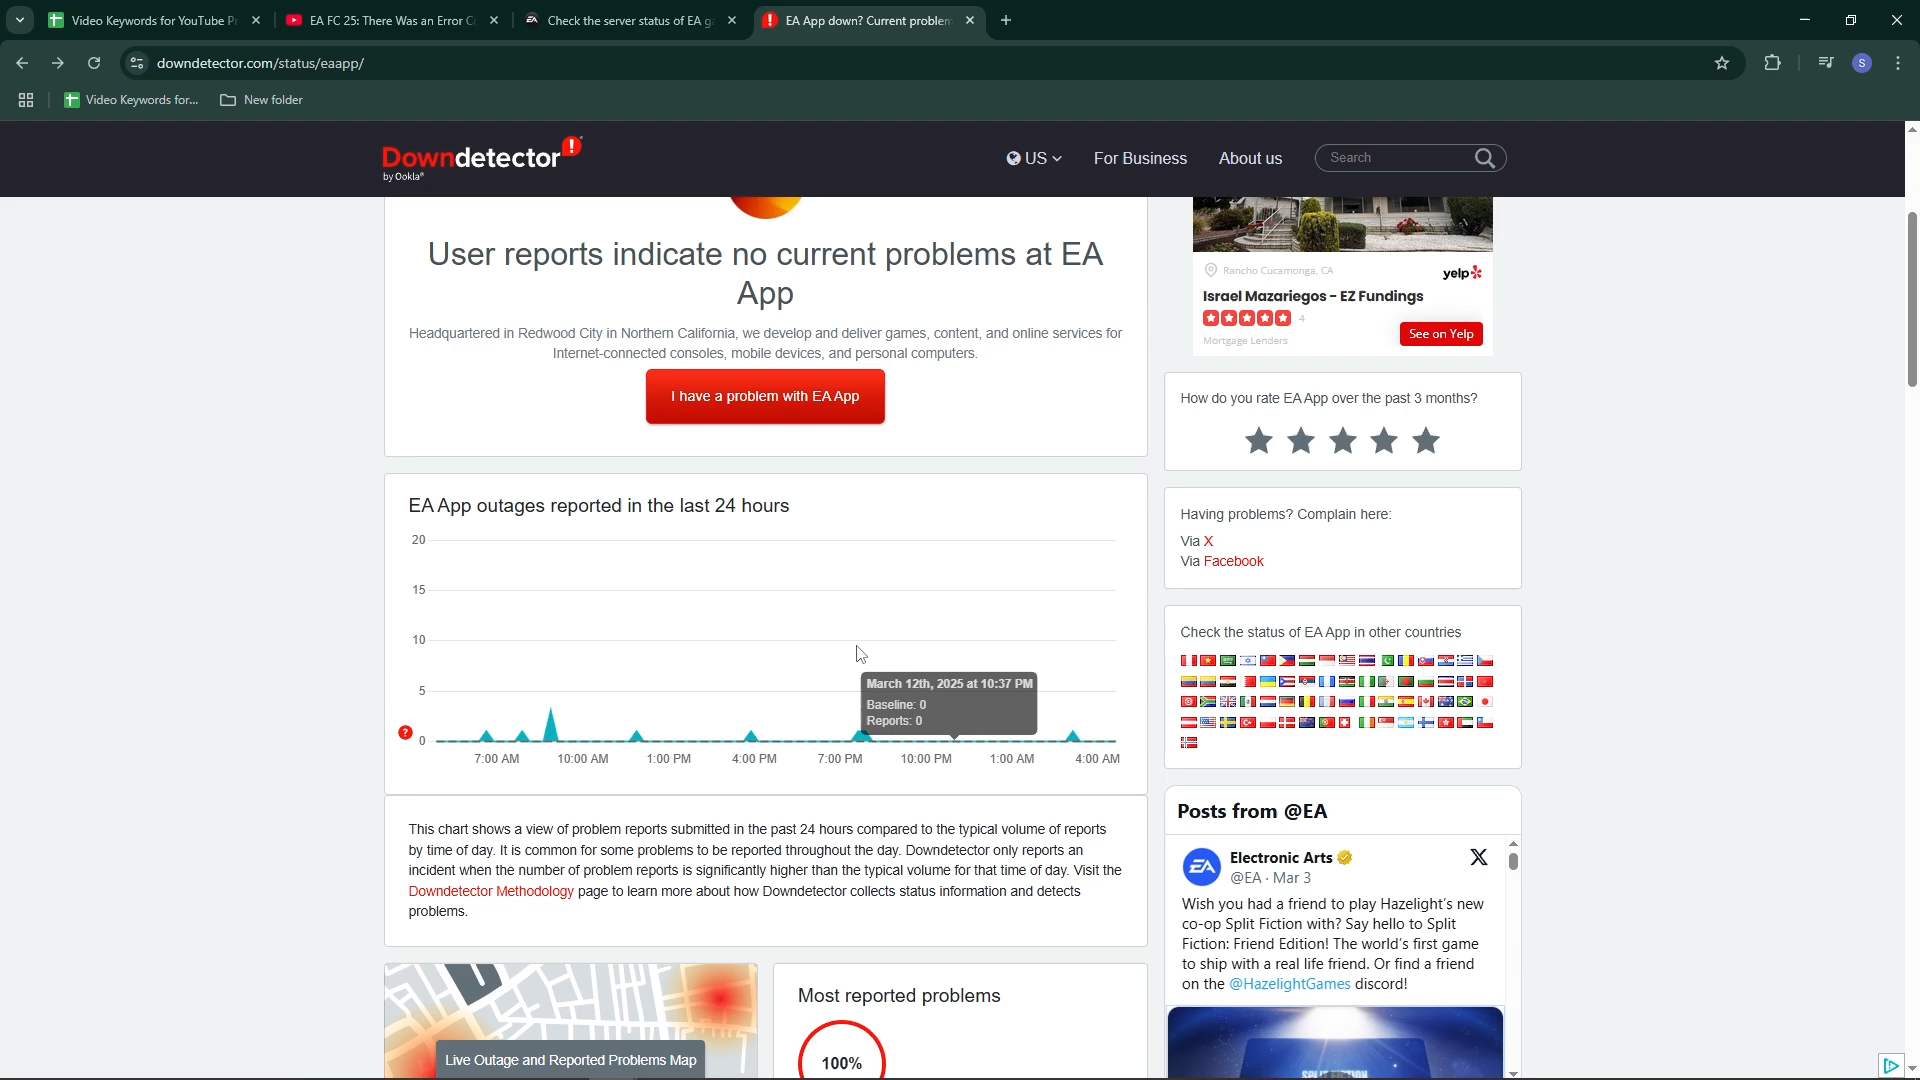 Video Keywords for YouTube P
EA FC 25: There Was an Error C
Check the server status of EA g
EA App down? Current problem
downdetector.com/status/eaapp/
S
Video Keywords for...
New folder
Downdetector
by Ookla®
US
For Business
About us
Search
User reports indicate no current problems at EA
App
Headquartered in Redwood City in Northern California, we develop and deliver games, content, and online services for
Internet-connected consoles, mobile devices, and personal computers.
I have a problem with EA App
Rancho Cucamonga, CA
yelp
Israel Mazariegos - EZ Fundings
4
Mortgage Lenders
See on Yelp
How do you rate EA App over the past 3 months?
EA App outages reported in the last 24 hours
20
15
10
5
0
March 12th, 2025 at 10:37 PM
Baseline: 0
Reports: 0
7:00 AM
10:00 AM
1:00 PM
4:00 PM
7:00 PM
10:00 PM
1:00 AM
4:00 AM
Having problems? Complain here:
Via X
Via Facebook
Check the status of EA App in other countries
This chart shows a view of problem reports submitted in the past 24 hours compared to the typical volume of reports
by time of day. It is common for some problems to be reported throughout the day. Downdetector only reports an
incident when the number of problem reports is significantly higher than the typical volume for that time of day. Visit the
Downdetector Methodology page to learn more about how Downdetector collects status information and detects
problems.
Posts from @EA
EA
Electronic Arts
@EA · Mar 3
Wish you had a friend to play Hazelight's new
co-op Split Fiction with? Say hello to Split
Fiction: Friend Edition! The world's first game
to ship with a real life friend. Or find a friend
on the @HazelightGames discord!
Live Outage and Reported Problems Map
Most reported problems
100%
SPLIT FICTION